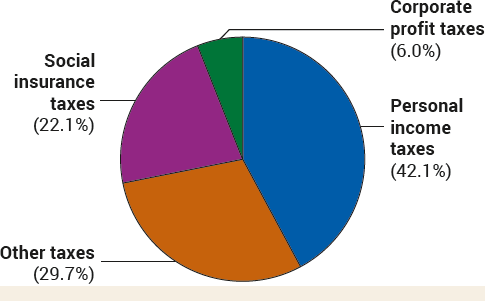 Corporate
profit taxes
(6.0%)
Social
insurance
taxes
(22.1%)
Personal
income
taxes
(42.1%)
Other taxes
(29.7%)